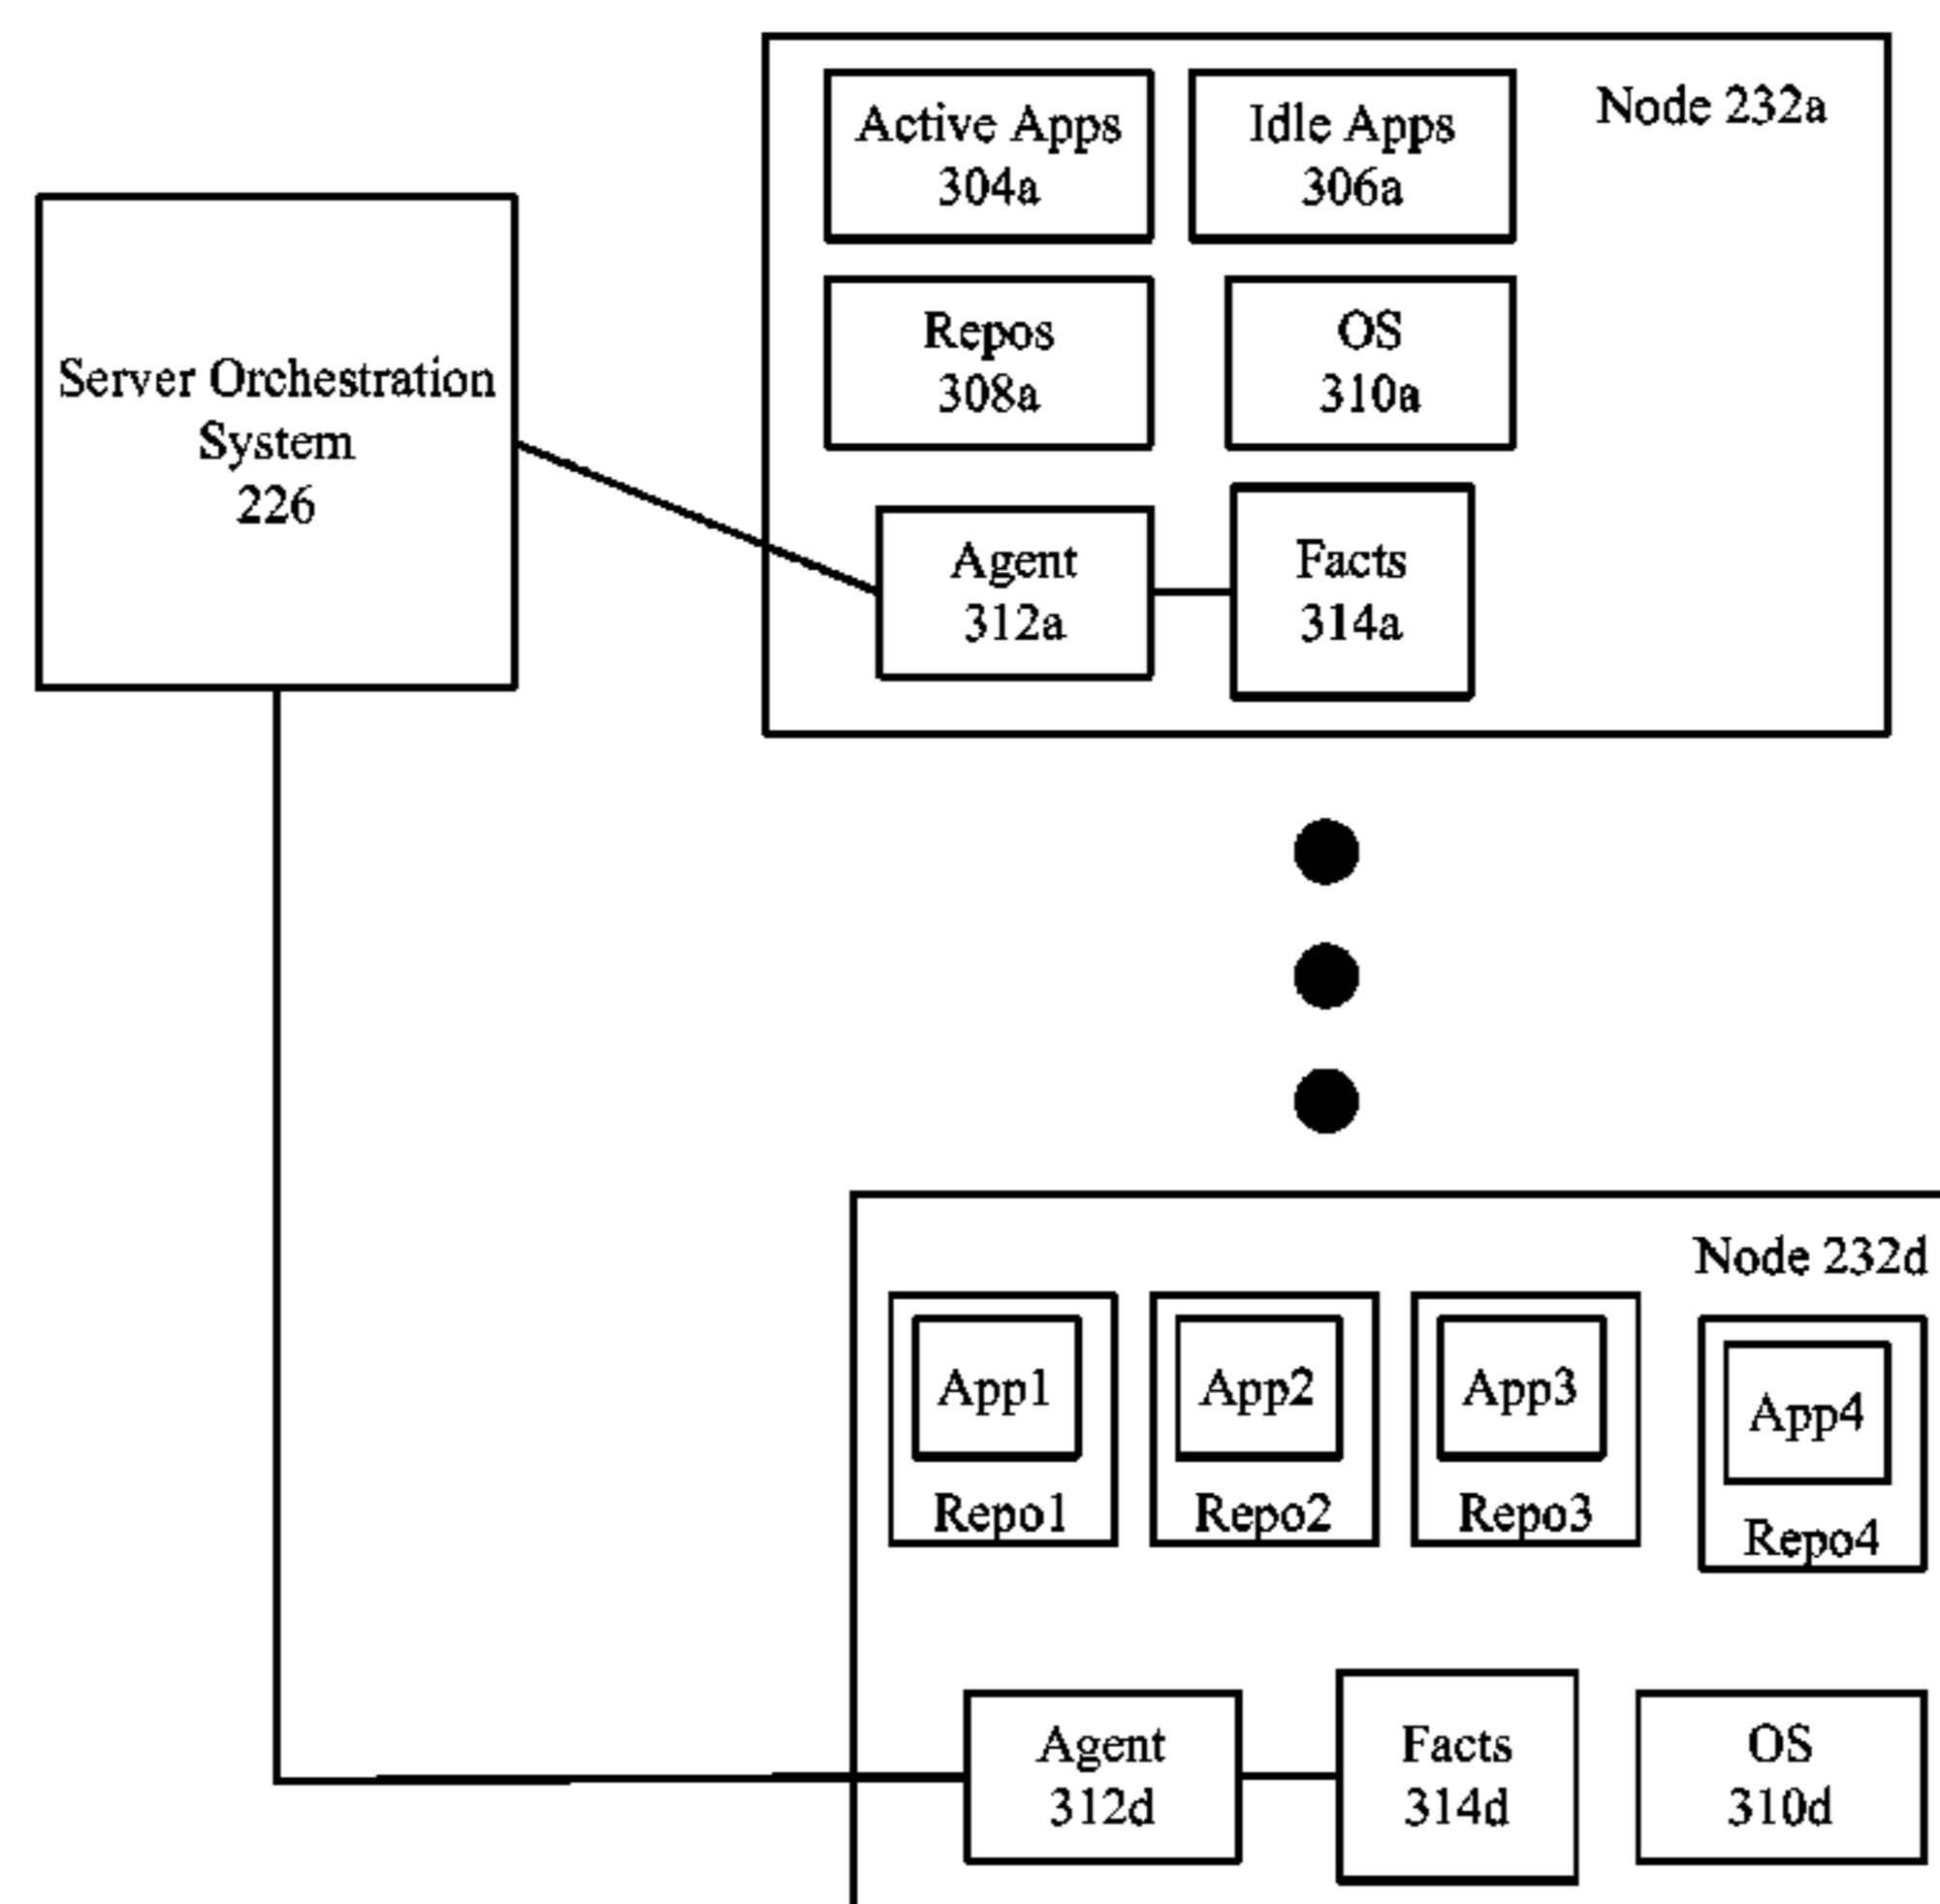 Node 232a
Active Apps
304a
Idle Apps
306a
Repos
308a
OS
310a
Server Orchestration
System
226
Agent
312a
Facts
314a
Node 232d
App1
Repo1
App2
Repo2
App3
Repo3
App4
Repo4
Agent
312d
Facts
314d
OS
310d